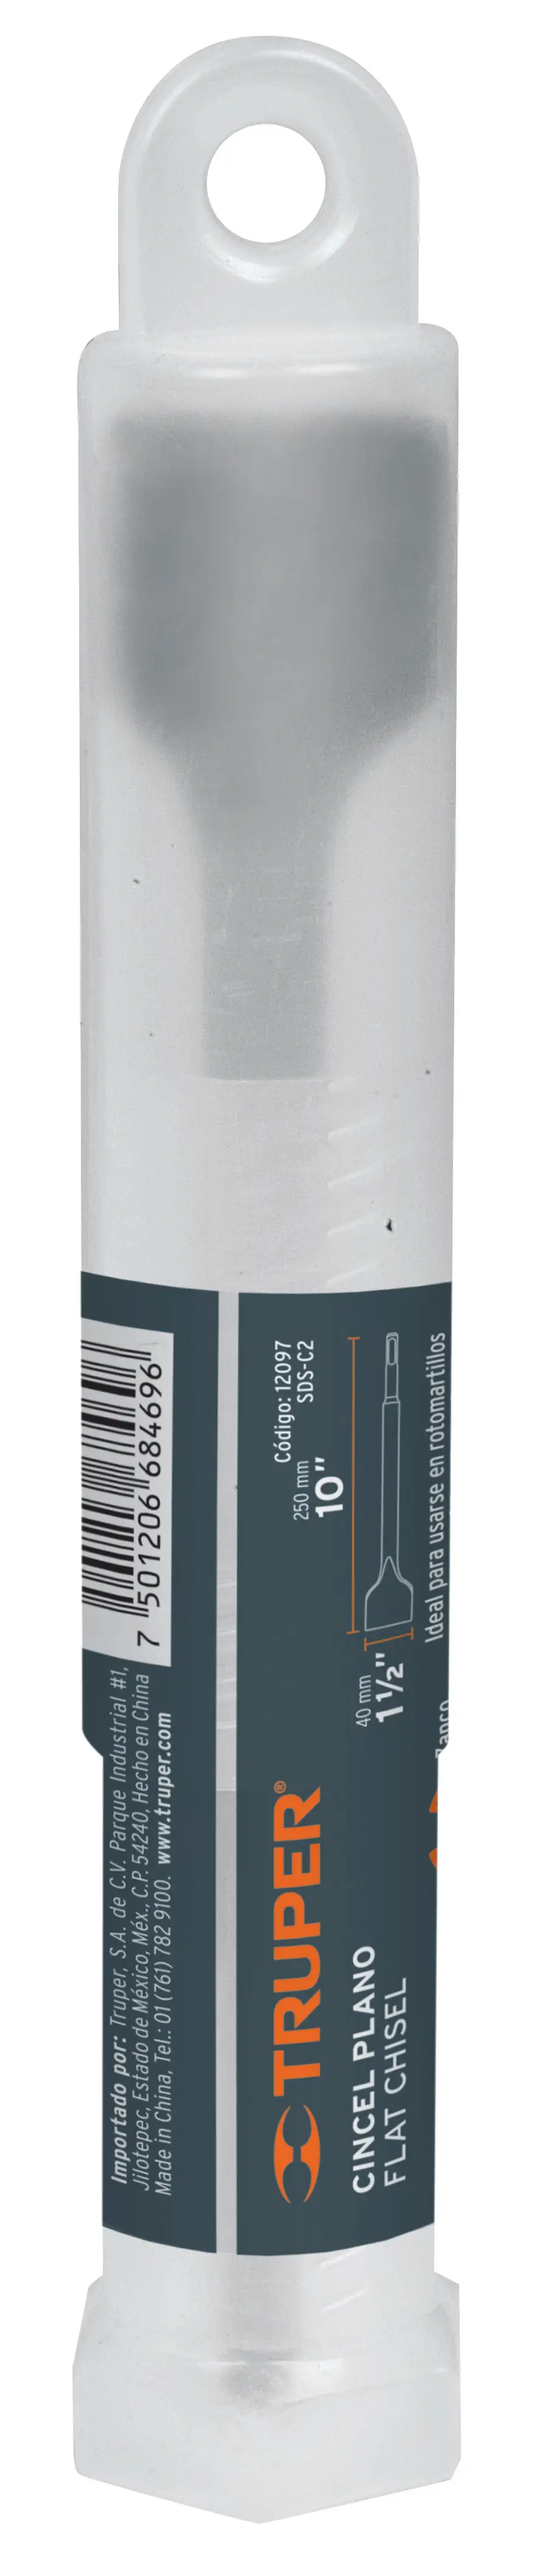 7 501206 684696
Importado por: Truper, S.A. de C.V. Parque Industrial #1,
Jilotepec, Estado de México, Méx., C.P. 54240, Hecho en China
Made in China, Tel.: 01 (761) 782 9100. www.truper.com
TRUPER®
CINCEL PLANO
FLAT CHISEL
Código: 12097
SDS-C2
250 mm
10"
40 mm
1 1/2"
Ideal para usarse en rotomartillos